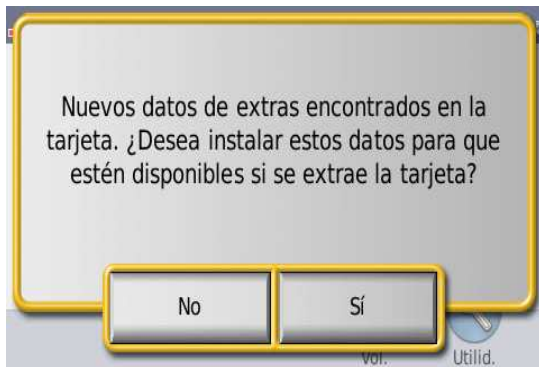 Nuevos datos de extras encontrados en la
tarjeta. ¿Desea instalar estos datos para que
estén disponibles si se extrae la tarjeta?
No
Sí
Vol.
Utilid.